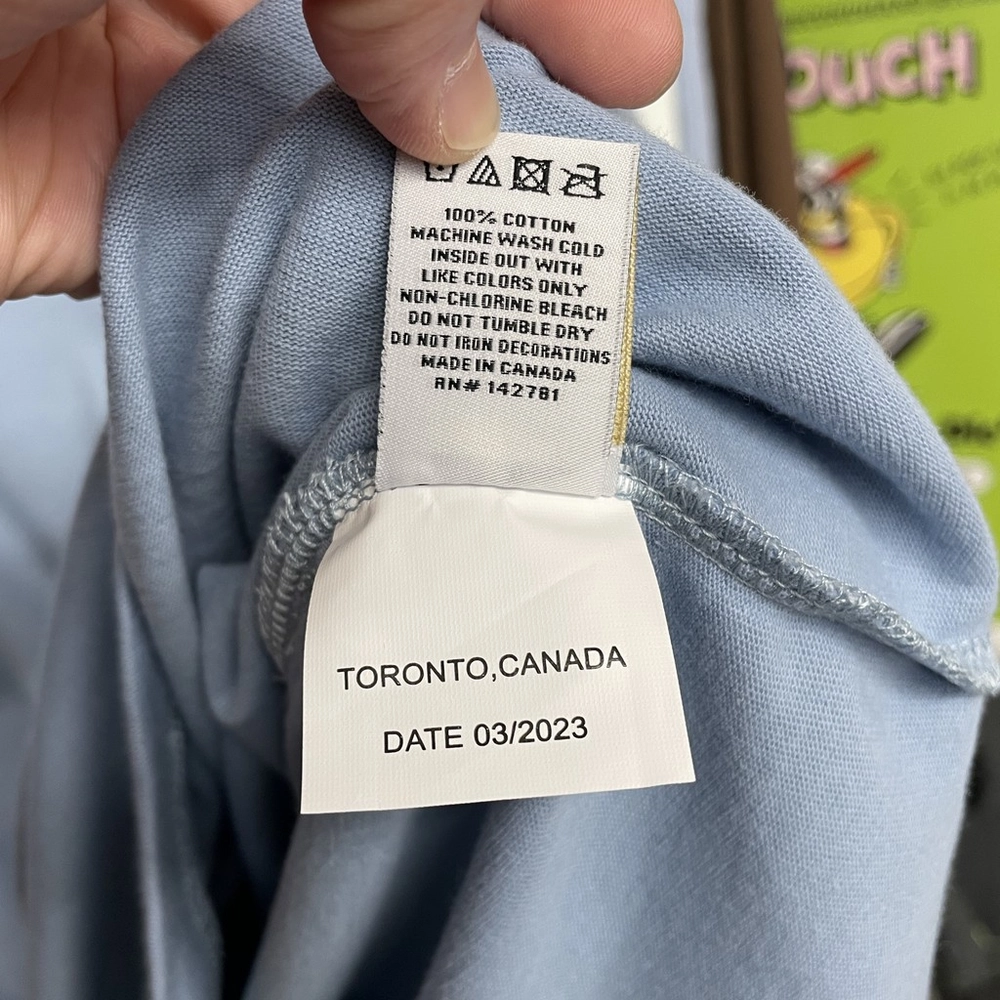 OUCH
100% COTTON
MACHINE WASH COLD
INSIDE OUT WITH
LIKE COLORS ONLY
NON-CHLORINE BLEACH
DO NOT TUMBLE DRY
DO NOT IRON DECORATIONS
MADE IN CANADA
RN# 142781
TORONTO,CANADA
DATE 03/2023